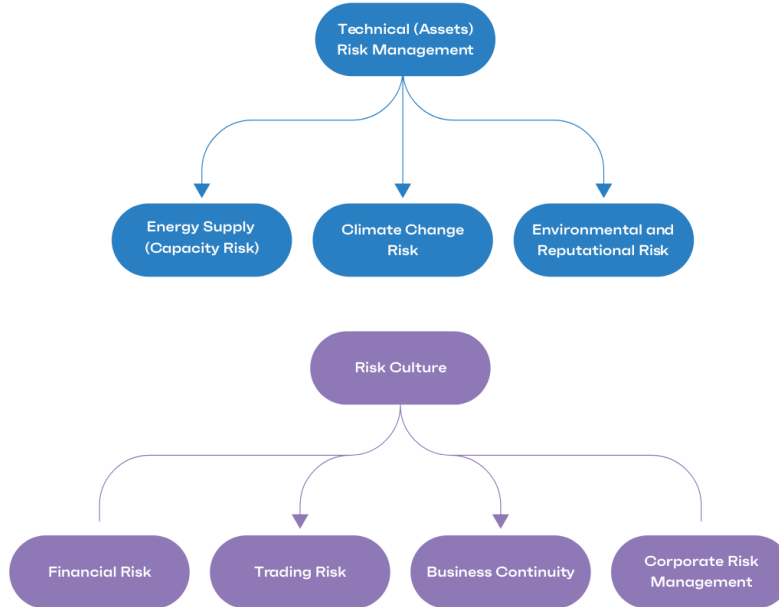 Technical (Assets)
Risk Management
Energy Supply
(Capacity Risk)
Climate Change
Risk
Environmental and
Reputational Risk
Risk Culture
Financial Risk
Trading Risk
Business Continuity
Corporate Risk
Management